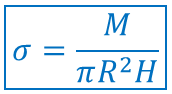 σ = M / πR²H